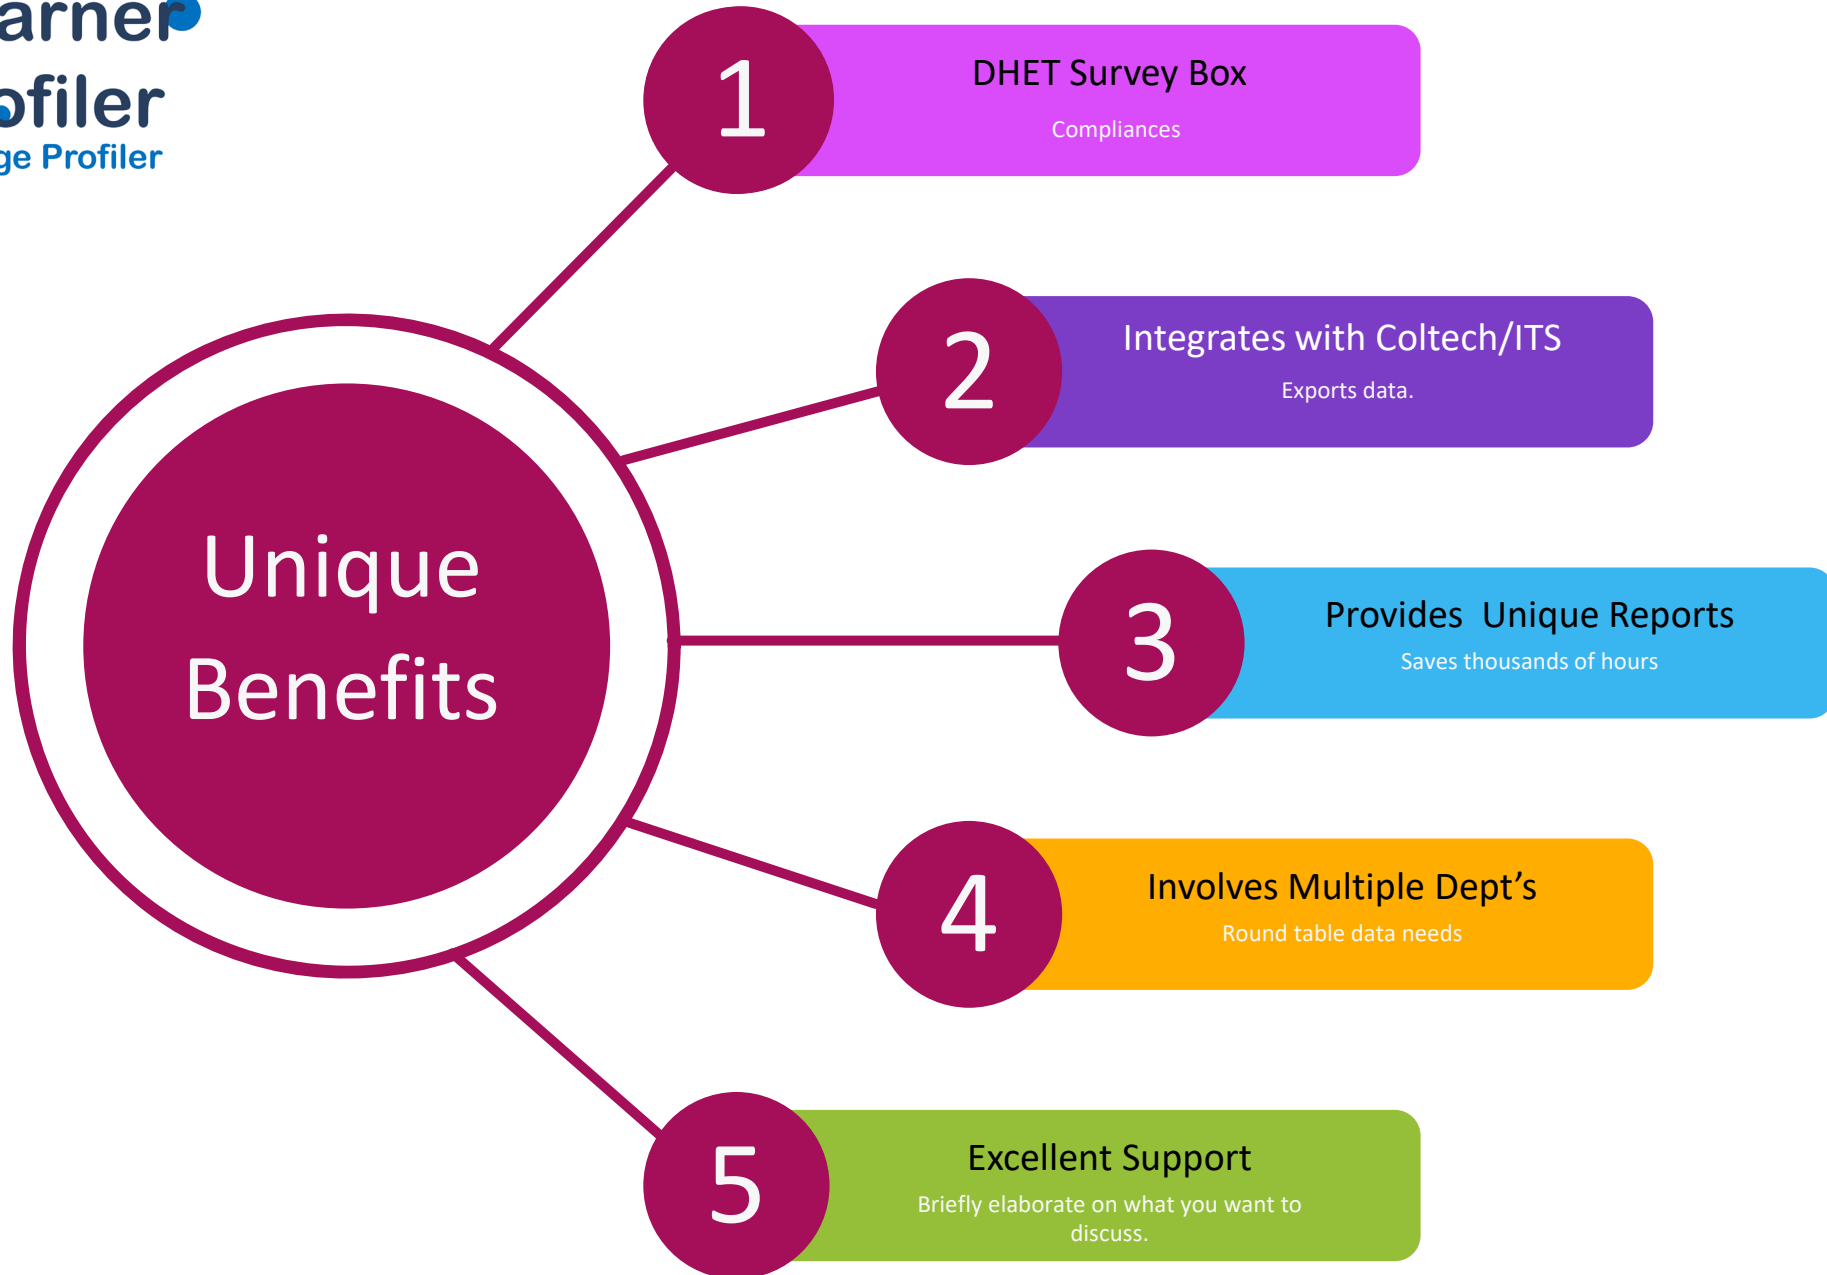 arner
ofiler
ge Profiler
1
DHET Survey Box
Compliances
2
Integrates with Coltech/ITS
Exports data.
Unique
Benefits
3
Provides  Unique Reports
Saves thousands of hours
4
Involves Multiple Dept’s
Round table data needs
5
Excellent Support
Briefly elaborate on what you want to
discuss.